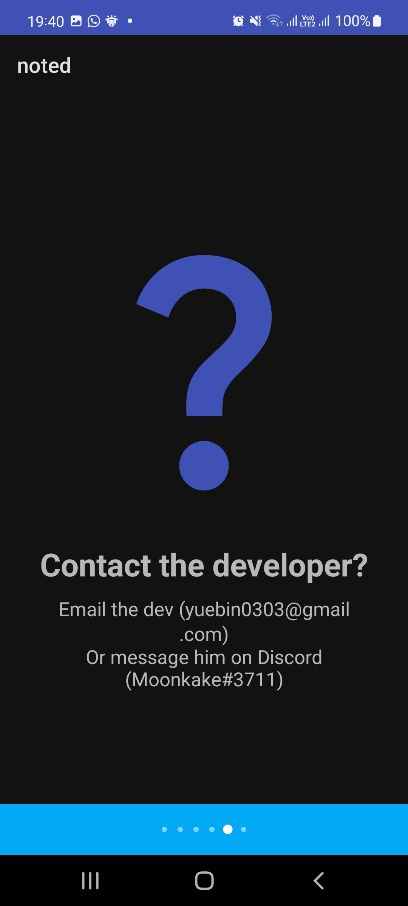 19:40 100%
noted
Contact the developer?
Email the dev (yuebin0303@gmail
.com)
Or message him on Discord
(Moonkake#3711)